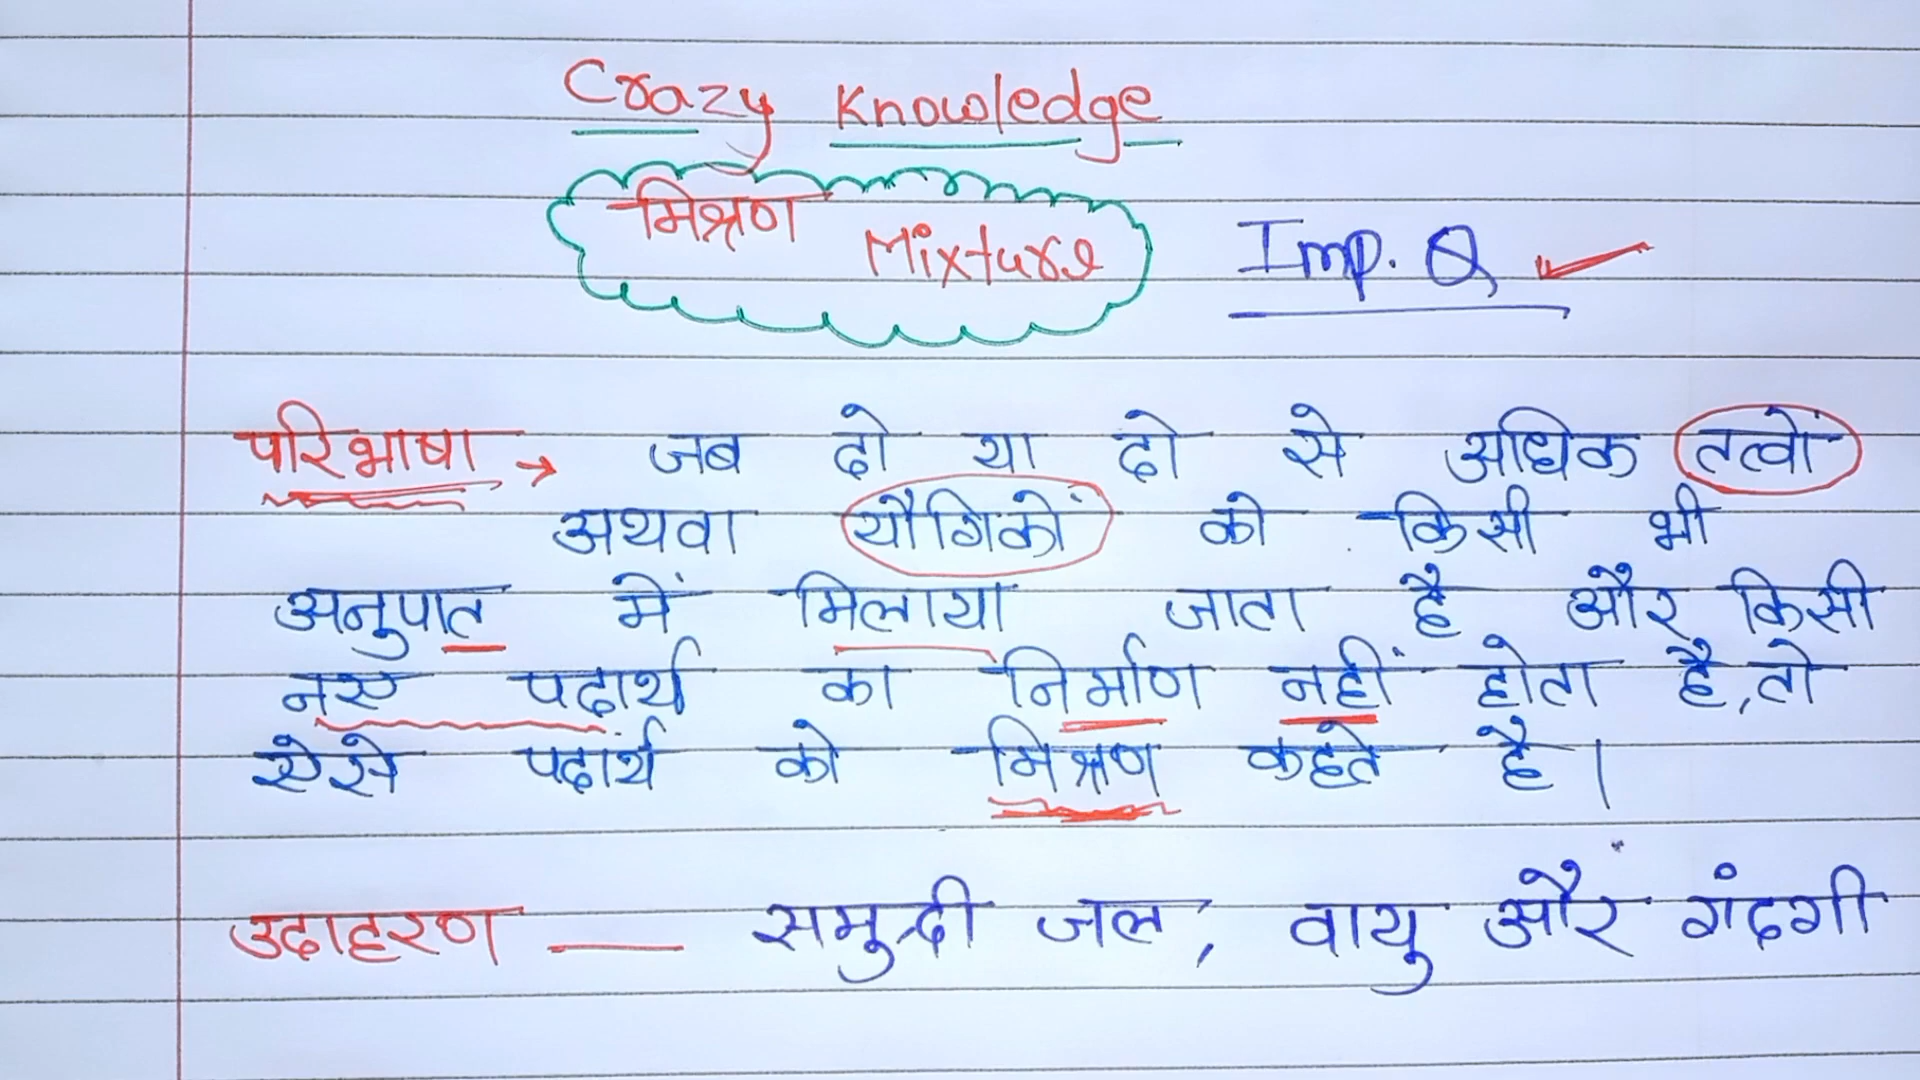 Crazy Knowledge
मिश्रण Mixture
Imp. Q
परिभाषा → जब दो या दो से अधिक तत्वों
अथवा यौगिकों को किसी भी
अनुपात में मिलाया जाता है और किसी
नए पदार्थ का निर्माण नहीं होता है, तो
ऐसे पदार्थ को मिश्रण कहते है।
उदाहरण — समुद्री जल, वायु और गंदगी